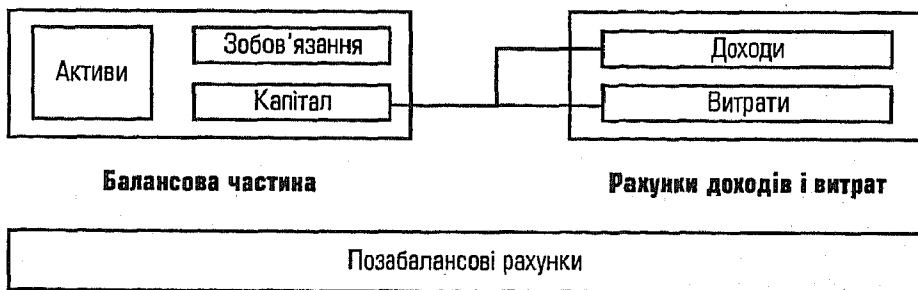 Активи
Зобов'язання
Капітал
Доходи
Витрати
Балансова частина
Рахунки доходів і витрат
Позабалансові рахунки